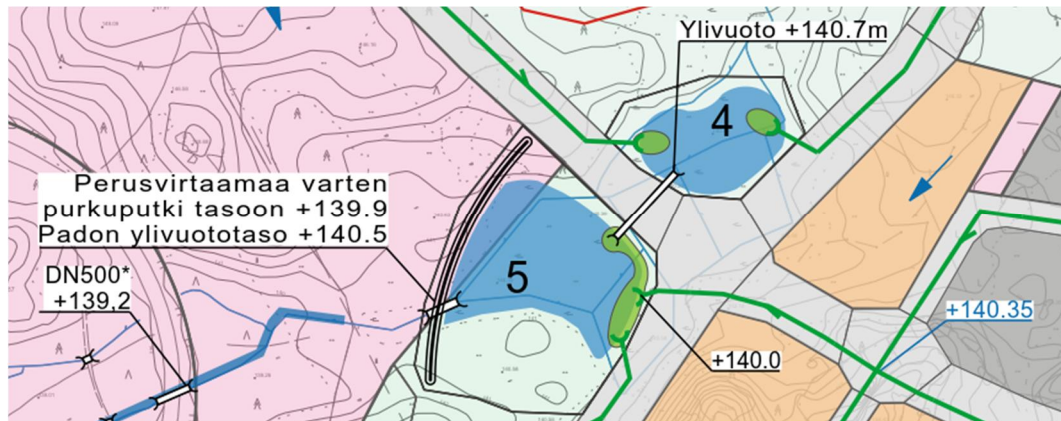 Ylivuoto +140.7m
4
Perusvirtaamaa varten
purkuputki tasoon +139.9
Padon ylivuototaso +140.5
5
DN500*
+139,2
+140.35
+140.0